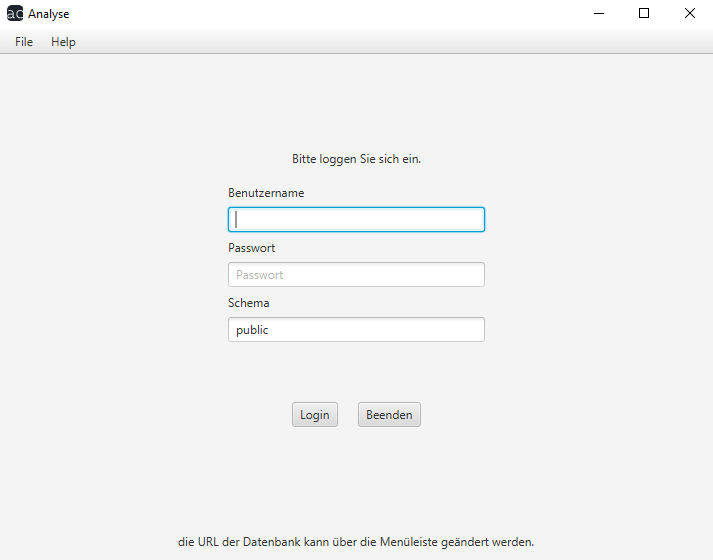 ac Analyse
File Help
Bitte loggen Sie sich ein.
Benutzername
Passwort
Passwort
Schema
public
Login Beenden
die URL der Datenbank kann über die Menüleiste geändert werden.